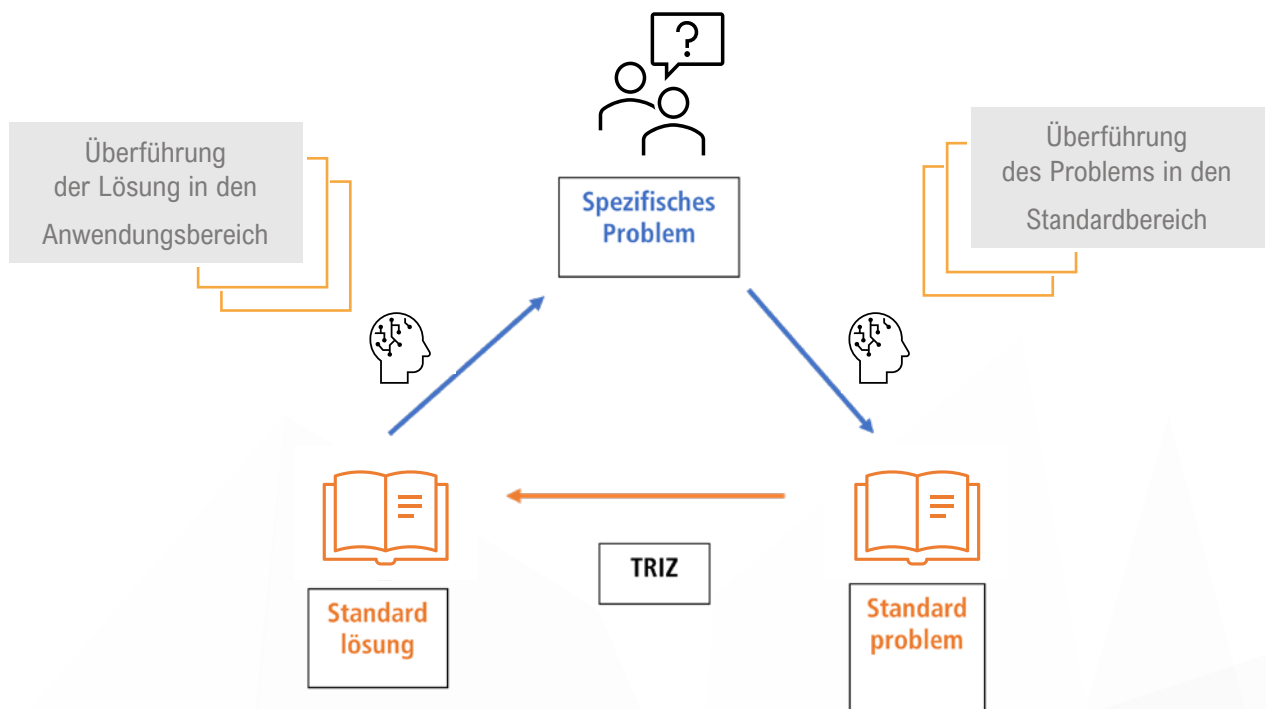 ?
Überführung
der Lösung in den
Anwendungsbereich
Überführung
des Problems in den
Standardbereich
Spezifisches
Problem
TRIZ
Standard
lösung
Standard
problem